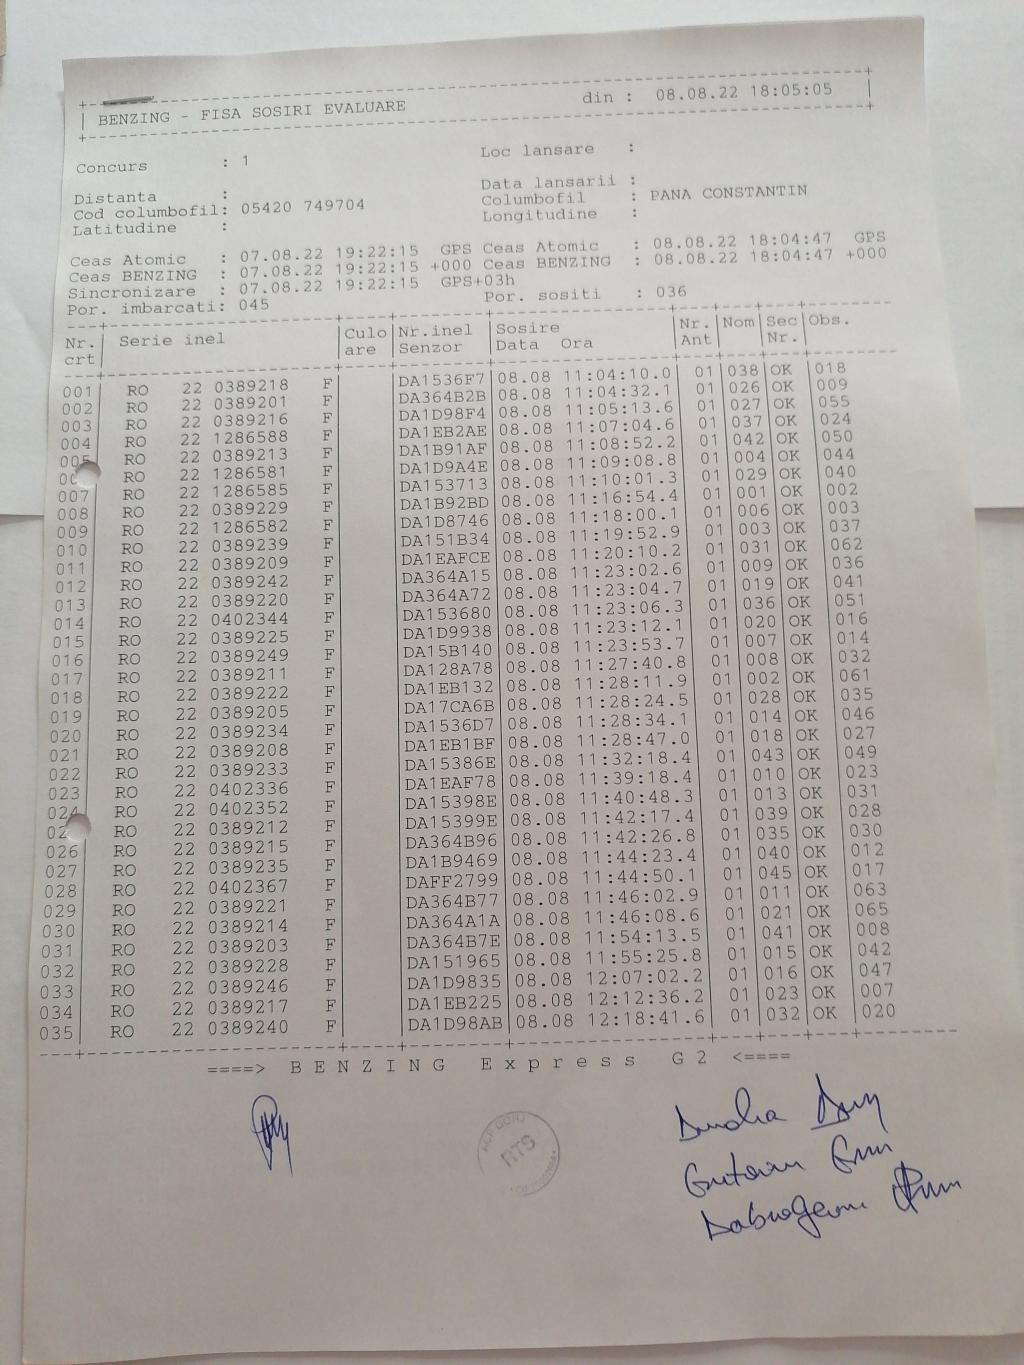 BENZING - FISA SOSIRI EVALUARE din : 08.08.22 18:05:05
Concurs : 1 Loc lansare :
Distanta : Data lansarii :
Cod columbofil: 05420 749704 Columbofil : PANA CONSTANTIN
Latitudine : Longitudine :
Ceas Atomic : 07.08.22 19:22:15 GPS Ceas Atomic : 08.08.22 18:04:47 GPS
Ceas BENZING : 07.08.22 19:22:15 +000 Ceas BENZING : 08.08.22 18:04:47 +000
Sincronizare : 07.08.22 19:22:15 GPS+03h
Por. imbarcati: 045 Por. sositi : 036
Nr. Serie inel Culo Nr.inel Sosire Nr. Nom Sec Obs.
crt are Senzor Data Ora Ant Nr.
001 RO 22 0389218 F DA1536F7 08.08 11:04:10.0 01 038 OK 018
002 RO 22 0389201 F DA364B2B 08.08 11:04:32.1 01 026 OK 009
003 RO 22 0389216 F DA1D98F4 08.08 11:05:13.6 01 027 OK 055
004 RO 22 1286588 F DA1EB2AE 08.08 11:07:04.6 01 037 OK 024
005 RO 22 0389213 F DA1B91AF 08.08 11:08:52.2 01 042 OK 050
RO 22 1286581 F DA1D9A4E 08.08 11:09:08.8 01 004 OK 044
007 RO 22 1286585 F DA153713 08.08 11:10:01.3 01 029 OK 040
008 RO 22 0389229 F DA1B92BD 08.08 11:16:54.4 01 001 OK 002
009 RO 22 1286582 F DA1D8746 08.08 11:18:00.1 01 006 OK 003
010 RO 22 0389239 F DA151B34 08.08 11:19:52.9 01 003 OK 037
011 RO 22 0389209 F DA1EAFCE 08.08 11:20:10.2 01 031 OK 062
012 RO 22 0389242 F DA364A15 08.08 11:23:02.6 01 009 OK 036
013 RO 22 0389220 F DA364A72 08.08 11:23:04.7 01 019 OK 041
014 RO 22 0402344 F DA153680 08.08 11:23:06.3 01 036 OK 051
015 RO 22 0389225 F DA1D9938 08.08 11:23:12.1 01 020 OK 016
016 RO 22 0389249 F DA15B140 08.08 11:23:53.7 01 007 OK 014
017 RO 22 0389211 F DA128A78 08.08 11:27:40.8 01 008 OK 032
018 RO 22 0389222 F DA1EB132 08.08 11:28:11.9 01 002 OK 061
019 RO 22 0389205 F DA17CA6B 08.08 11:28:24.5 01 028 OK 035
020 RO 22 0389234 F DA1536D7 08.08 11:28:34.1 01 014 OK 046
021 RO 22 0389208 F DA1EB1BF 08.08 11:28:47.0 01 018 OK 027
022 RO 22 0389233 F DA15386E 08.08 11:32:18.4 01 043 OK 049
023 RO 22 0402336 F DA1EAF78 08.08 11:39:18.4 01 010 OK 023
024 RO 22 0402352 F DA15398E 08.08 11:40:48.3 01 013 OK 031
RO 22 0389212 F DA15399E 08.08 11:42:17.4 01 039 OK 028
026 RO 22 0389215 F DA364B96 08.08 11:42:26.8 01 035 OK 030
027 RO 22 0389235 F DA1B9469 08.08 11:44:23.4 01 040 OK 012
028 RO 22 0402367 F DAFF2799 08.08 11:44:50.1 01 045 OK 017
029 RO 22 0389221 F DA364B77 08.08 11:46:02.9 01 011 OK 063
030 RO 22 0389214 F DA364A1A 08.08 11:46:08.6 01 021 OK 065
031 RO 22 0389203 F DA364B7E 08.08 11:54:13.5 01 041 OK 008
032 RO 22 0389228 F DA151965 08.08 11:55:25.8 01 015 OK 042
033 RO 22 0389246 F DA1D9835 08.08 12:07:02.2 01 016 OK 047
034 RO 22 0389217 F DA1EB225 08.08 12:12:36.2 01 023 OK 007
035 RO 22 0389240 F DA1D98AB 08.08 12:18:41.6 01 032 OK 020
====> BENZING Express G2 <====
RTS